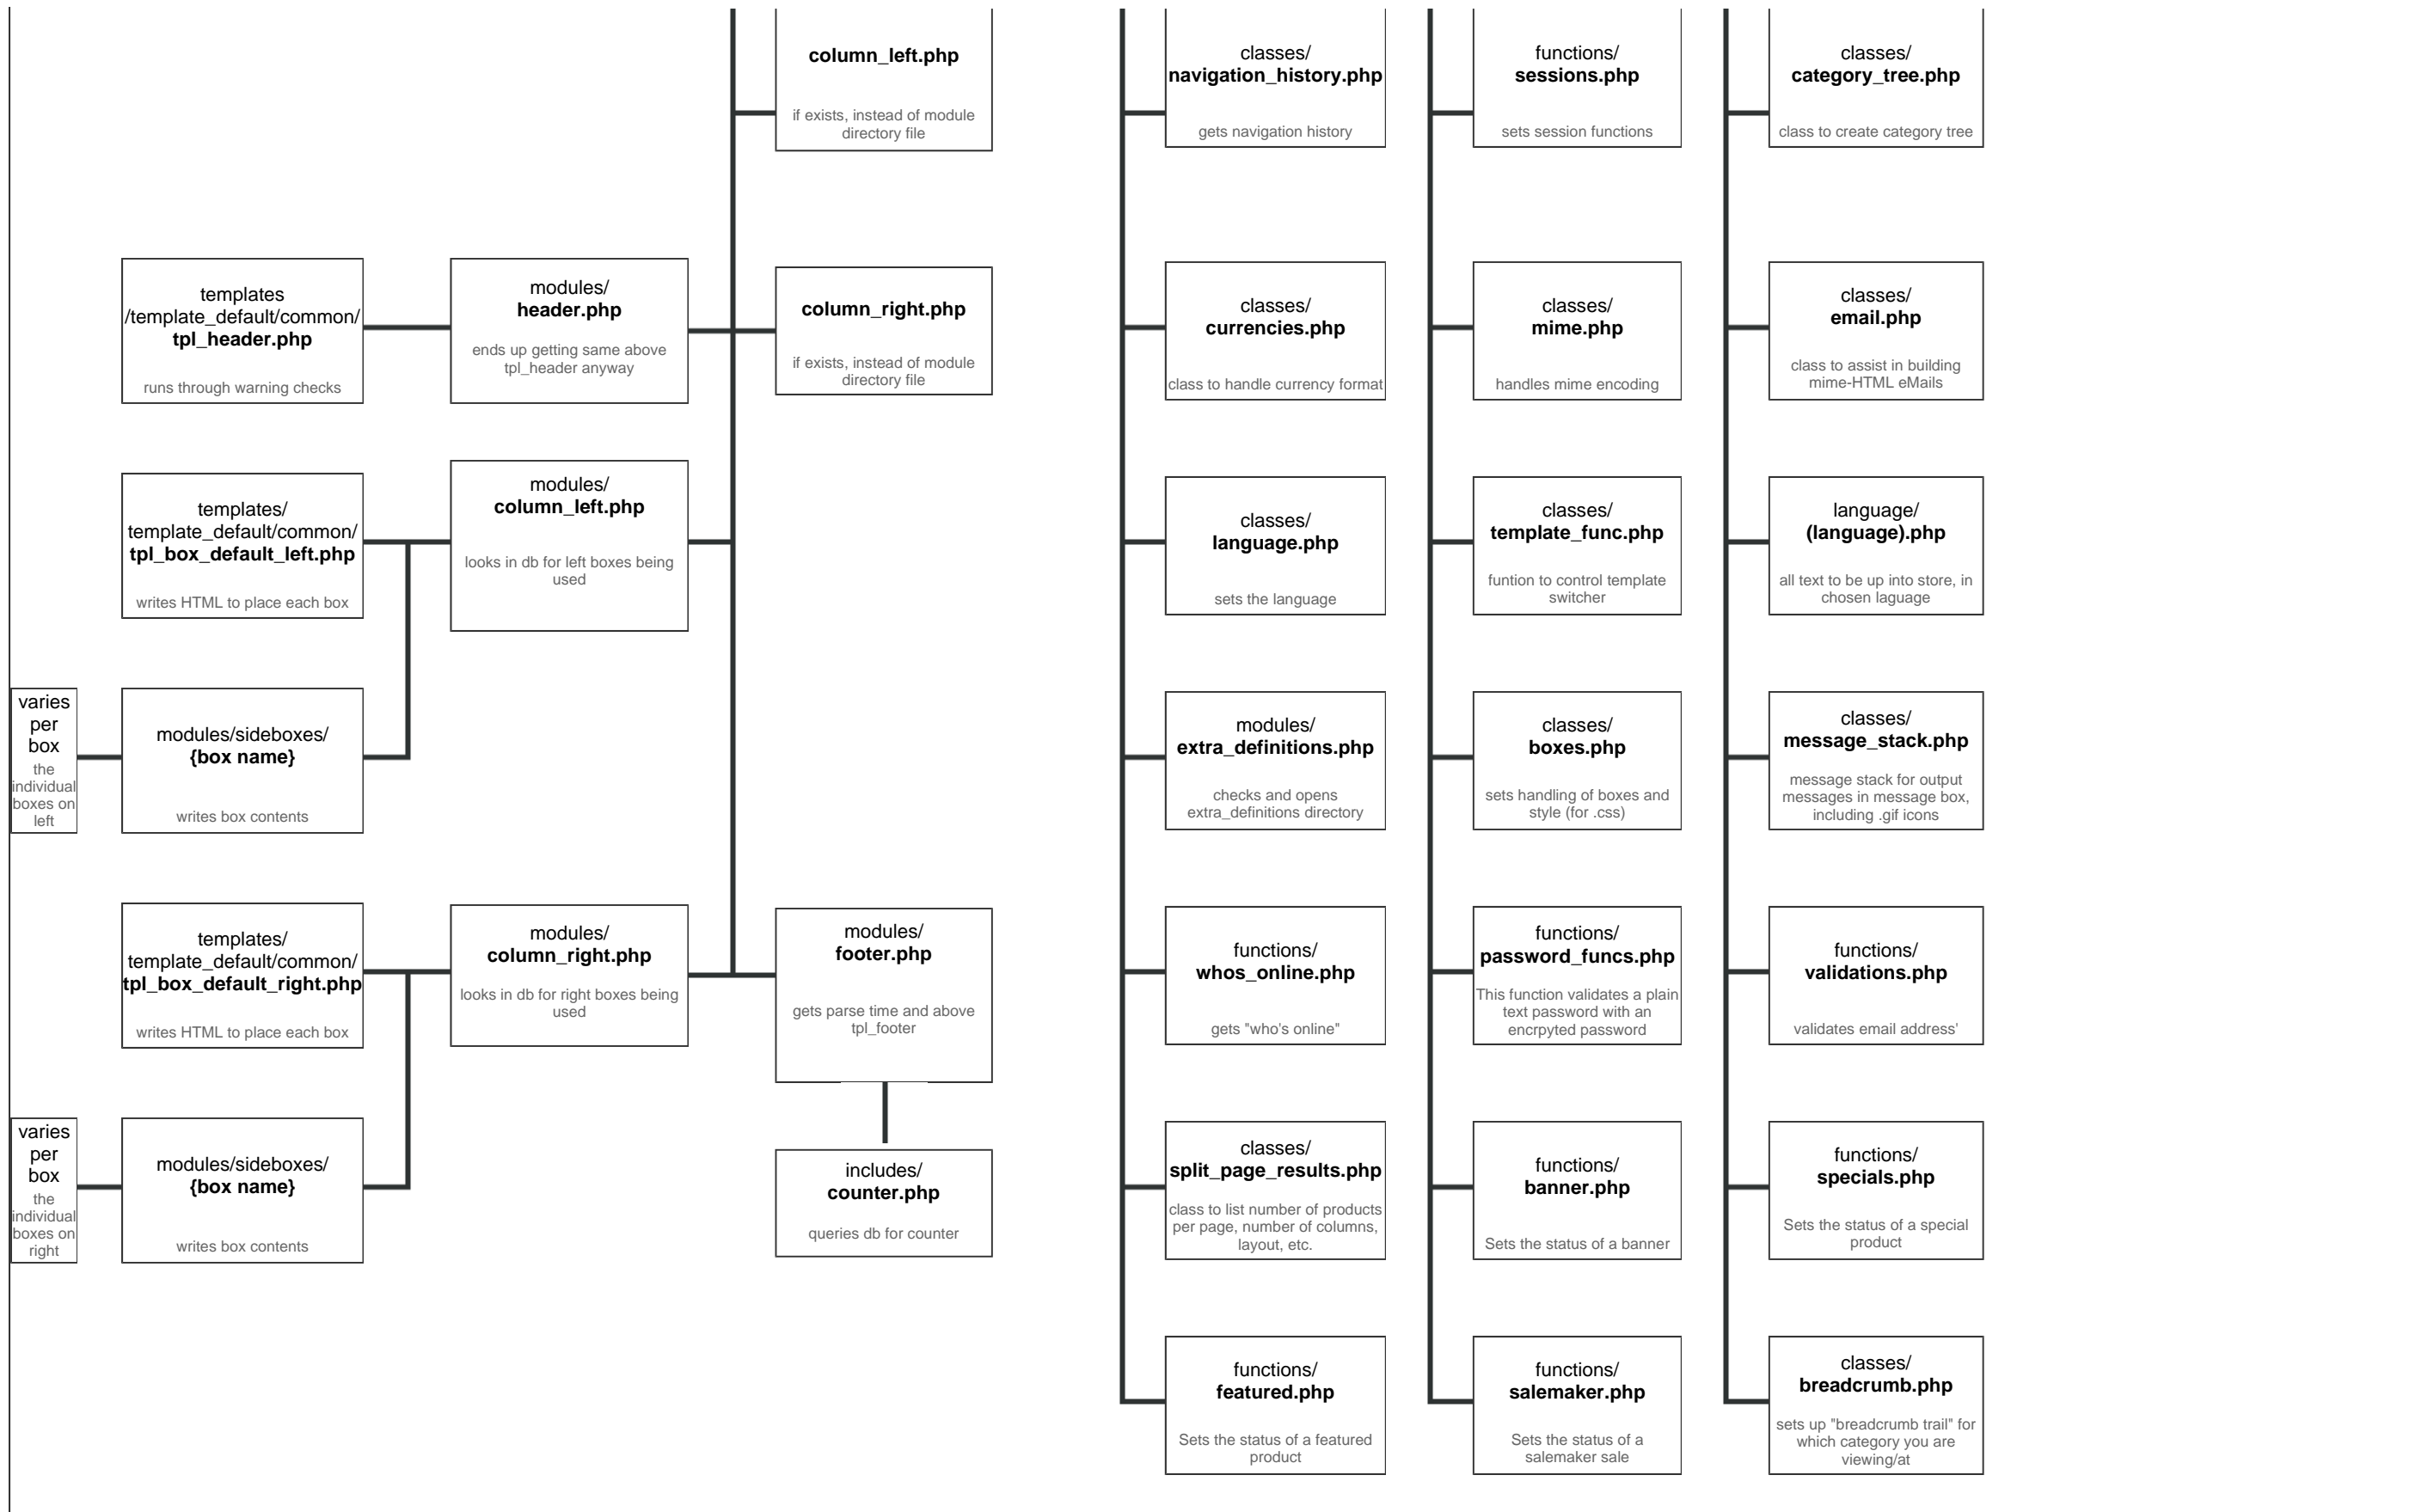 column_left.php
if exists, instead of module
directory file
classes/
navigation_history.php
gets navigation history
functions/
sessions.php
sets session functions
classes/
category_tree.php
class to create category tree
templates
/template_default/common/
tpl_header.php
runs through warning checks
modules/
header.php
ends up getting same above
tpl_header anyway
column_right.php
if exists, instead of module
directory file
classes/
currencies.php
class to handle currency format
classes/
mime.php
handles mime encoding
classes/
email.php
class to assist in building
mime-HTML eMails
templates/
template_default/common/
tpl_box_default_left.php
writes HTML to place each box
modules/
column_left.php
looks in db for left boxes being
used
classes/
language.php
sets the language
classes/
template_func.php
funtion to control template
switcher
language/
(language).php
all text to be up into store, in
chosen laguage
varies
per
box
the
individual
boxes on
left
modules/sideboxes/
{box name}
writes box contents
modules/
extra_definitions.php
checks and opens
extra_definitions directory
classes/
boxes.php
sets handling of boxes and
style (for .css)
classes/
message_stack.php
message stack for output
messages in message box,
including .gif icons
templates/
template_default/common/
tpl_box_default_right.php
writes HTML to place each box
modules/
column_right.php
looks in db for right boxes being
used
modules/
footer.php
gets parse time and above
tpl_footer
functions/
whos_online.php
gets "who's online"
functions/
password_funcs.php
This function validates a plain
text password with an
encrpyted password
functions/
validations.php
validates email address'
varies
per
box
the
individual
boxes on
right
modules/sideboxes/
{box name}
writes box contents
includes/
counter.php
queries db for counter
classes/
split_page_results.php
class to list number of products
per page, number of columns,
layout, etc.
functions/
banner.php
Sets the status of a banner
functions/
specials.php
Sets the status of a special
product
functions/
featured.php
Sets the status of a featured
product
functions/
salemaker.php
Sets the status of a
salemaker sale
classes/
breadcrumb.php
sets up "breadcrumb trail" for
which category you are
viewing/at